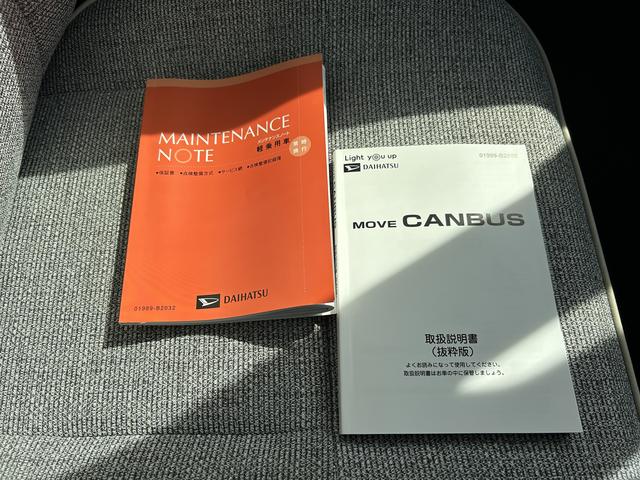 MAINTENANCE
NOTE
メンテナンスノート
軽乗用車
•保証書 •点検整備方式 •サービス網 •点検整備記録簿
01999-B2032
DAIHATSU
Light you up
DAIHATSU
MOVE CANBUS
取扱説明書
（抜粋版）
よくお読みになって使用してください。
取扱説明書はお車の中に保管しましょう。